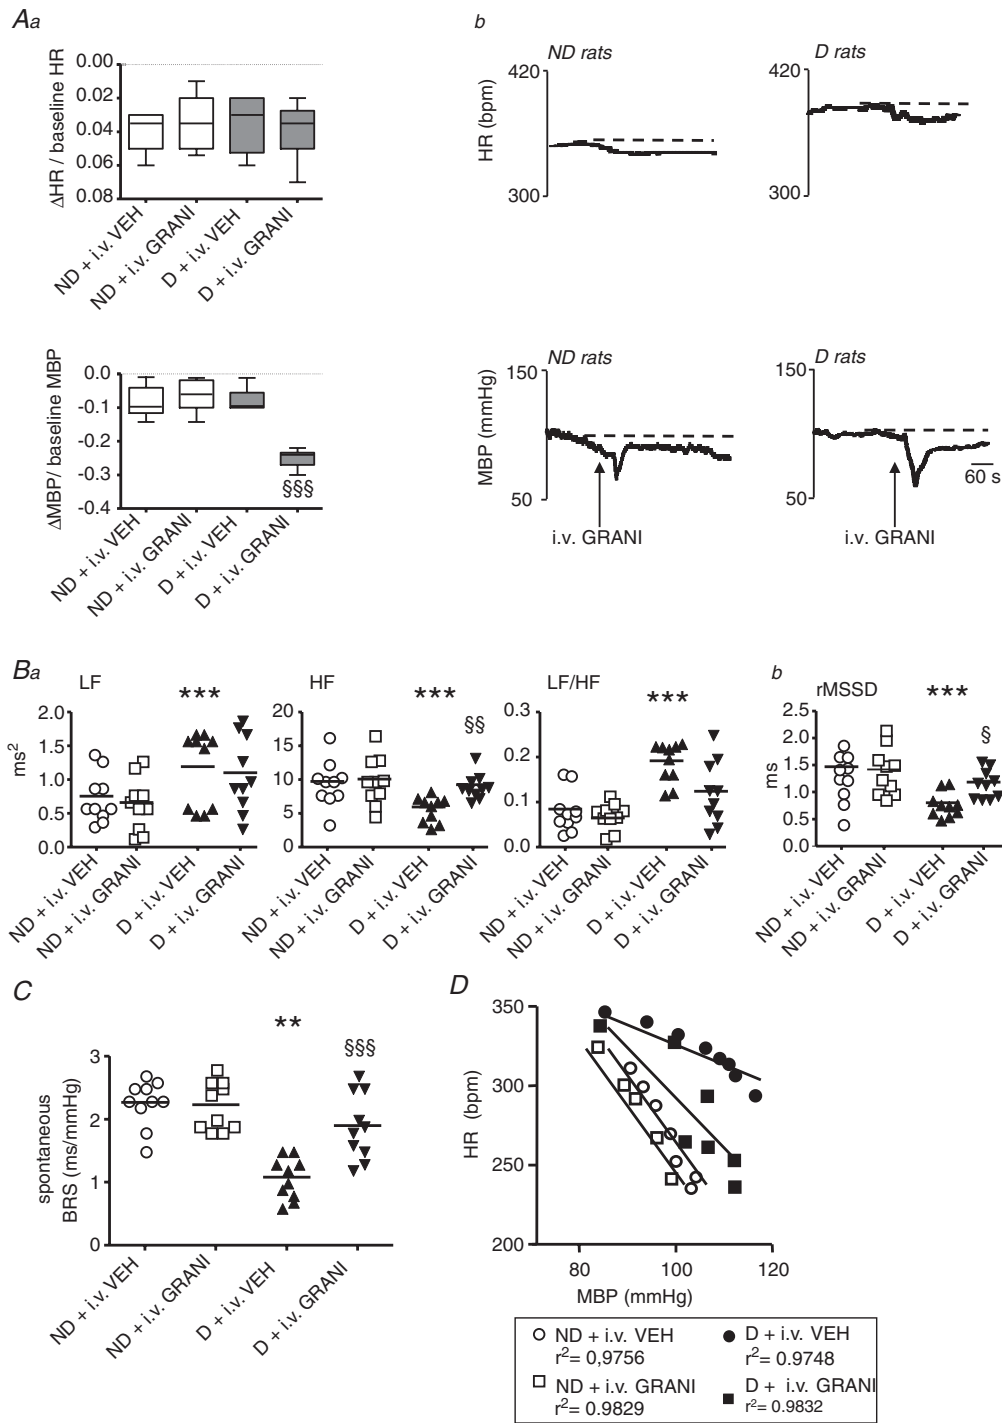 Aa
b
0.00
0.02
0.04
0.06
0.08
ΔHR / baseline HR
ND + i.v. VEH
ND + i.v. GRANI
D + i.v. VEH
D + i.v. GRANI
ND rats
D rats
420
300
HR (bpm)
420
300
0.0
-0.1
-0.2
-0.3
-0.4
ΔMBP/ baseline MBP
§§§
ND + i.v. VEH
ND + i.v. GRANI
D + i.v. VEH
D + i.v. GRANI
ND rats
D rats
150
50
MBP (mmHg)
150
50
60 s
i.v. GRANI
i.v. GRANI
Ba
LF
***
2.0
1.5
1.0
0.5
0.0
ms²
ND + i.v. VEH
ND + i.v. GRANI
D + i.v. VEH
D + i.v. GRANI
HF
***
§§
20
15
10
5
0
ND + i.v. VEH
ND + i.v. GRANI
D + i.v. VEH
D + i.v. GRANI
LF/HF
***
0.3
0.2
0.1
0.0
ND + i.v. VEH
ND + i.v. GRANI
D + i.v. VEH
D + i.v. GRANI
b
rMSSD
***
§
2.5
2.0
1.5
1.0
0.5
0.0
ms
ND + i.v. VEH
ND + i.v. GRANI
D + i.v. VEH
D + i.v. GRANI
C
**
§§§
3
2
1
0
spontaneous
BRS (ms/mmHg)
ND + i.v. VEH
ND + i.v. GRANI
D + i.v. VEH
D + i.v. GRANI
D
350
300
250
200
HR (bpm)
80
100
120
MBP (mmHg)
ND + i.v. VEH
r²= 0,9756
D + i.v. VEH
r²= 0.9748
ND + i.v. GRANI
r²= 0.9829
D + i.v. GRANI
r²= 0.9832